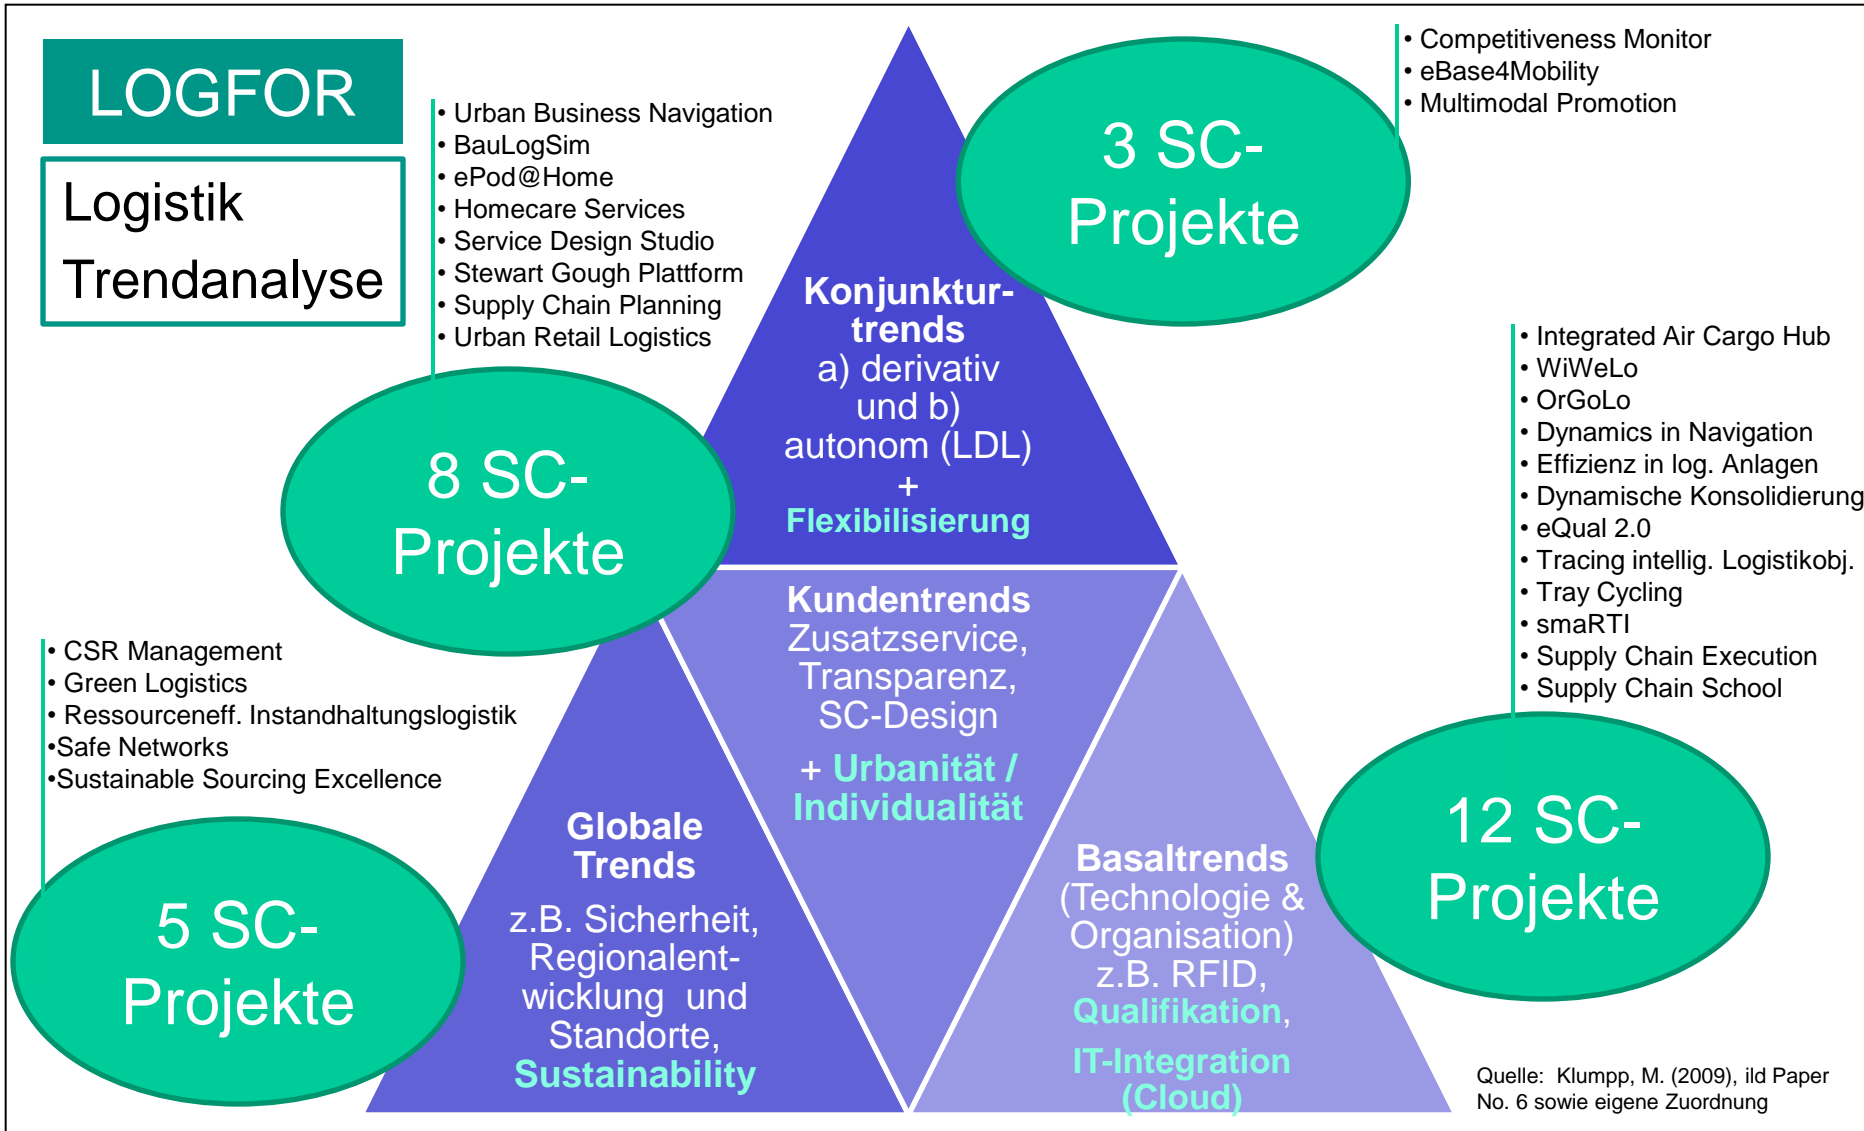 LOGFOR
Logistik
Trendanalyse
• Urban Business Navigation
• BauLogSim
• ePod@Home
• Homecare Services
• Service Design Studio
• Stewart Gough Plattform
• Supply Chain Planning
• Urban Retail Logistics
8 SC-
Projekte
• Competitiveness Monitor
• eBase4Mobility
• Multimodal Promotion
3 SC-
Projekte
Konjunktur-
trends
a) derivativ
und b)
autonom (LDL)
+
Flexibilisierung
Kundentrends
Zusatzservice,
Transparenz,
SC-Design
+ Urbanität /
Individualität
• CSR Management
• Green Logistics
• Ressourceneff. Instandhaltungslogistik
•Safe Networks
•Sustainable Sourcing Excellence
5 SC-
Projekte
Globale
Trends
z.B. Sicherheit,
Regionalent-
wicklung und
Standorte,
Sustainability
• Integrated Air Cargo Hub
• WiWeLo
• OrGoLo
• Dynamics in Navigation
• Effizienz in log. Anlagen
• Dynamische Konsolidierung
• eQual 2.0
• Tracing intellig. Logistikobj.
• Tray Cycling
• smaRTI
• Supply Chain Execution
• Supply Chain School
12 SC-
Projekte
Basaltrends
(Technologie &
Organisation)
z.B. RFID,
Qualifikation,
IT-Integration
(Cloud)
Quelle: Klumpp, M. (2009), ild Paper
No. 6 sowie eigene Zuordnung